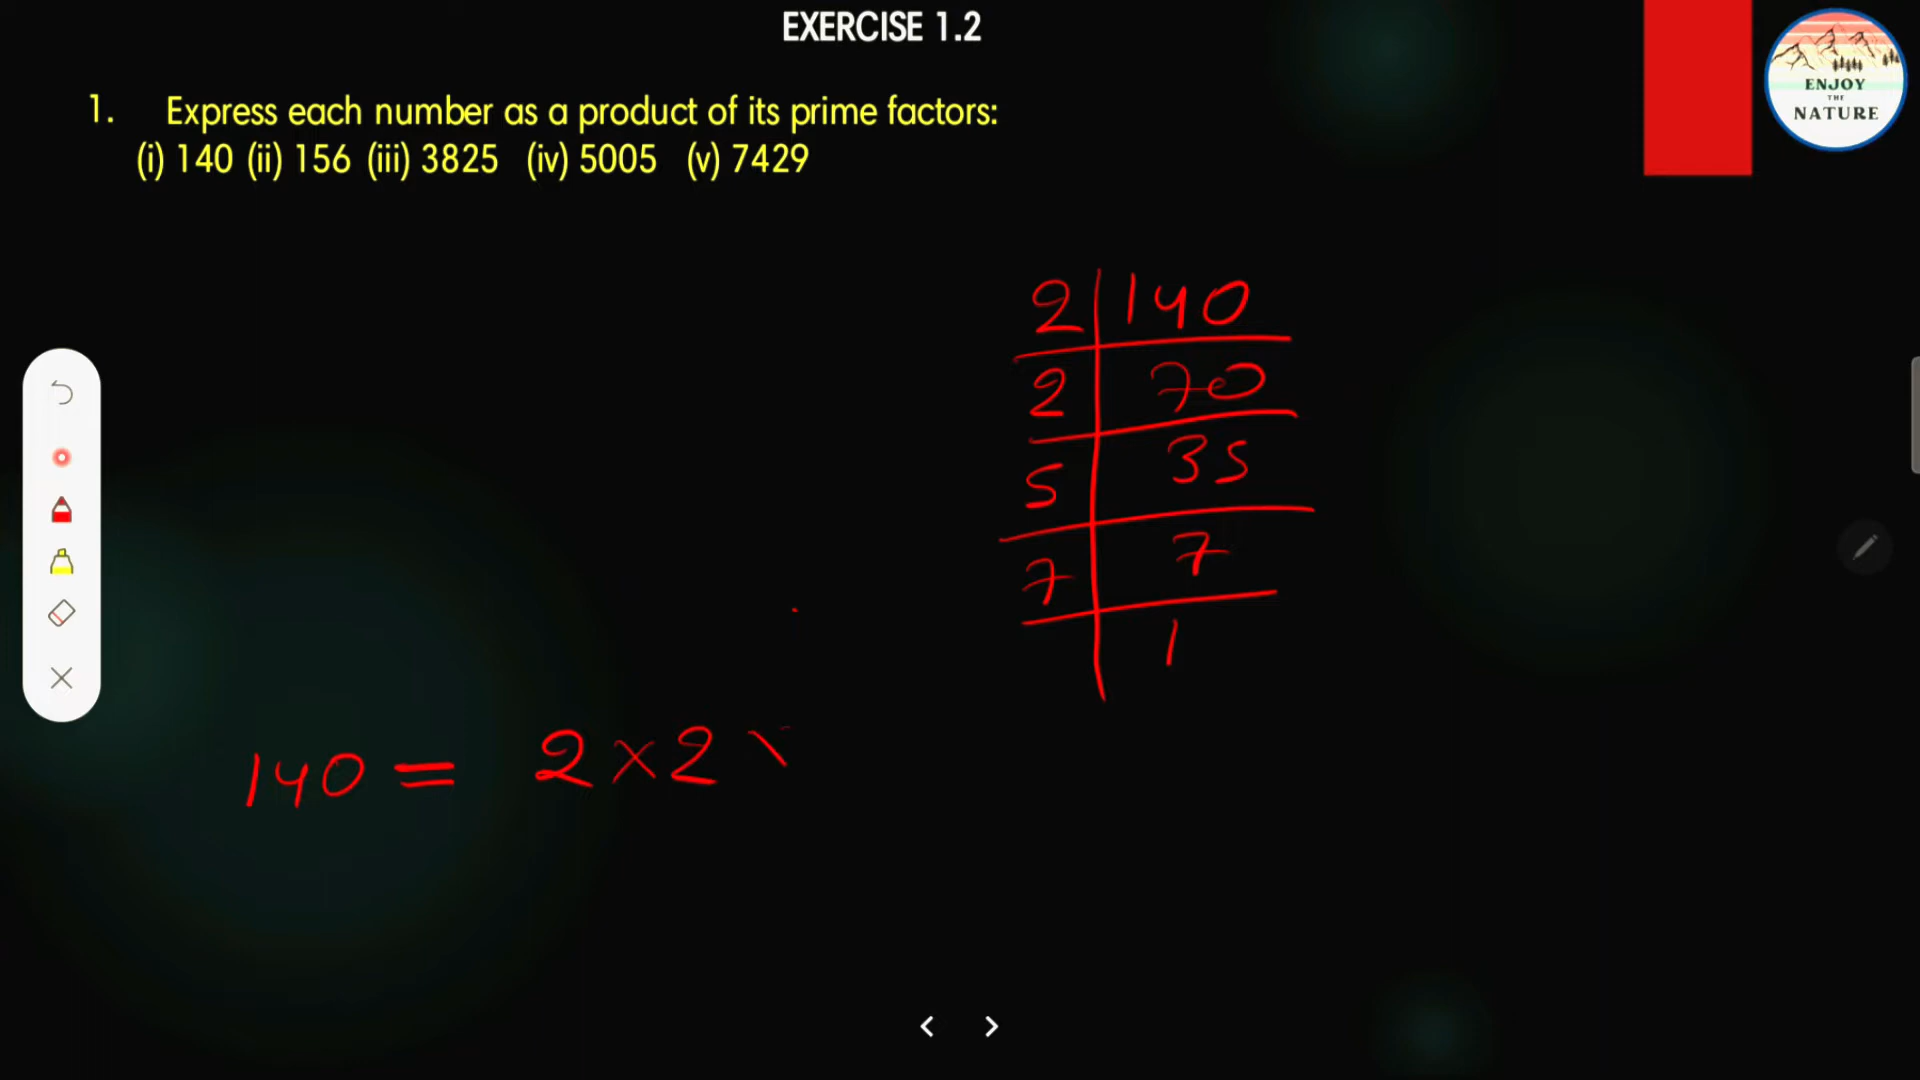 EXERCISE 1.2
ENJOY
THE
NATURE
1. Express each number as a product of its prime factors:
(i) 140 (ii) 156 (iii) 3825 (iv) 5005 (v) 7429
2 | 140
2 | 70
5 | 35
7 | 7
| 1
140 = 2 × 2 ×